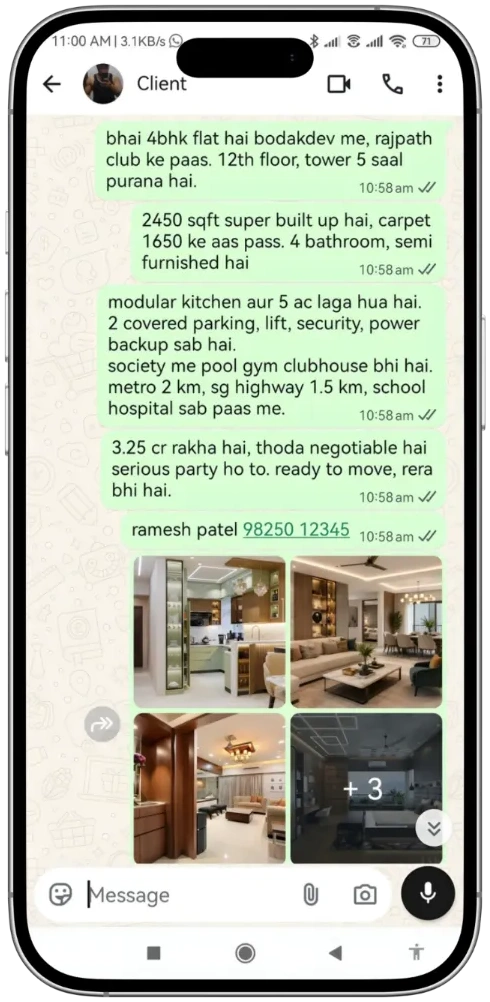 11:00 AM | 3.1KB/s
71
Client
bhai 4bhk flat hai bodakdev me, rajpath
club ke paas. 12th floor, tower 5 saal
purana hai.
10:58 am
2450 sqft super built up hai, carpet
1650 ke aas pass. 4 bathroom, semi
furnished hai
10:58 am
modular kitchen aur 5 ac laga hua hai.
2 covered parking, lift, security, power
backup sab hai.
society me pool gym clubhouse bhi hai.
metro 2 km, sg highway 1.5 km, school
hospital sab paas me.
10:58 am
3.25 cr rakha hai, thoda negotiable hai
serious party ho to. ready to move, rera
bhi hai.
10:58 am
ramesh patel 98250 12345 10:58 am
+ 3
Message